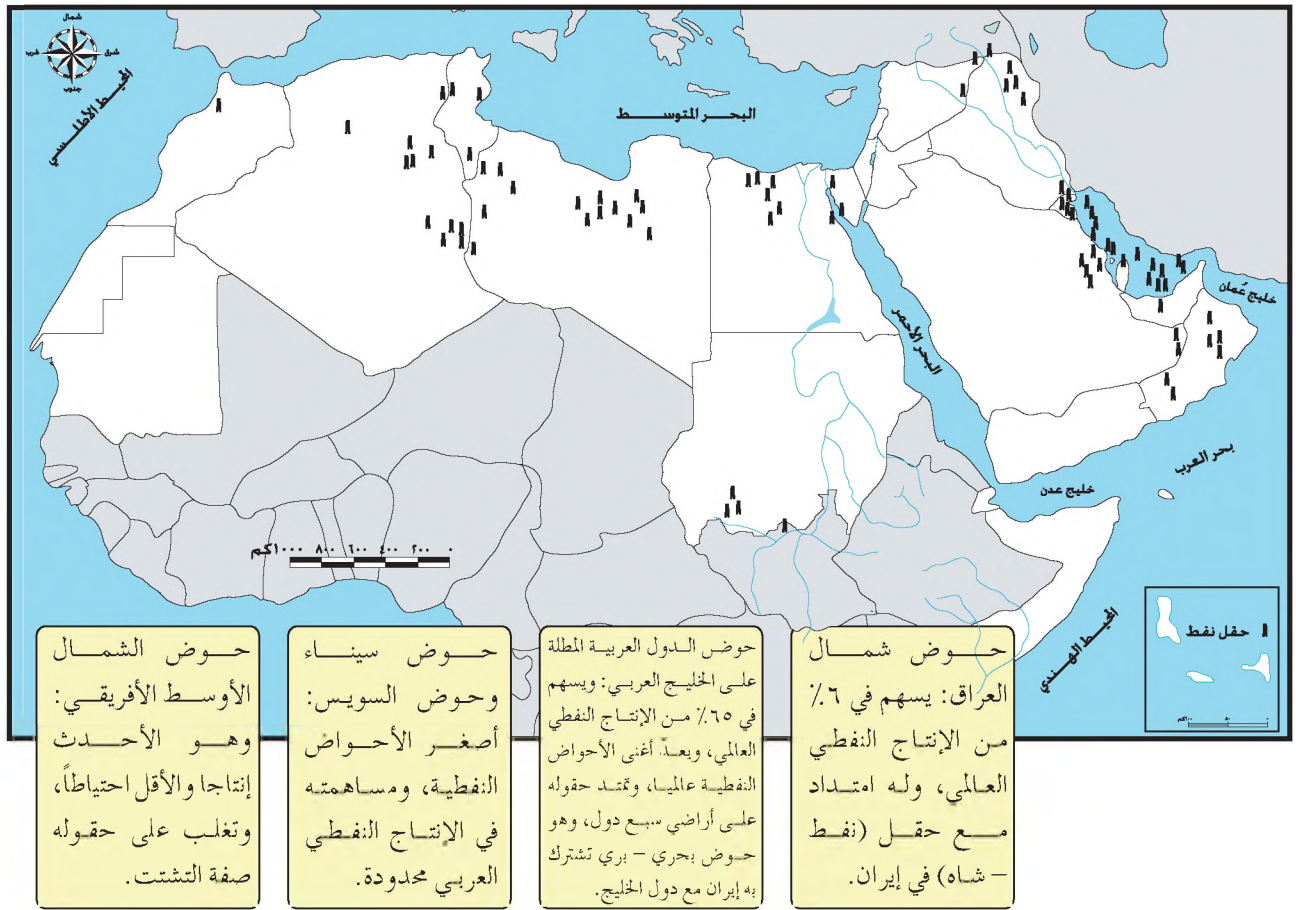 شمال
شرق
غرب
جنوب
المحيط الأطلسي
البحر المتوسط
البحر الأحمر
خليج عُمان
بحر العرب
خليج عدن
المحيط الهندي
٠ ٢٠٠ ٤٠٠ ٦٠٠ ٨٠٠ ١٠٠٠كم
حقل نفط
حوض شمال
العراق: يسهم في ٦٪
من الإنتاج النفطي
العالمي، وله امتداد
مع حقل (نفط
– شاه) في إيران.
حوض الدول العربية المطلة
على الخليج العربي: ويسهم
في ٦٥٪ من الإنتاج النفطي
العالمي، ويعدّ أغنى الأحواض
النفطية عالميا، وتمتد حقوله
على أراضي سبع دول، وهو
حوض بحري – بري تشترك
به إيران مع دول الخليج.
حوض سيناء
وحوض السويس:
أصغر الأحواض
النفطية، ومساهمته
في الإنتاج النفطي
العربي محدودة.
حوض الشمال
الأوسط الأفريقي:
وهو الأحدث
إنتاجا والأقل احتياطاً،
وتغلب على حقوله
صفة التشتت.